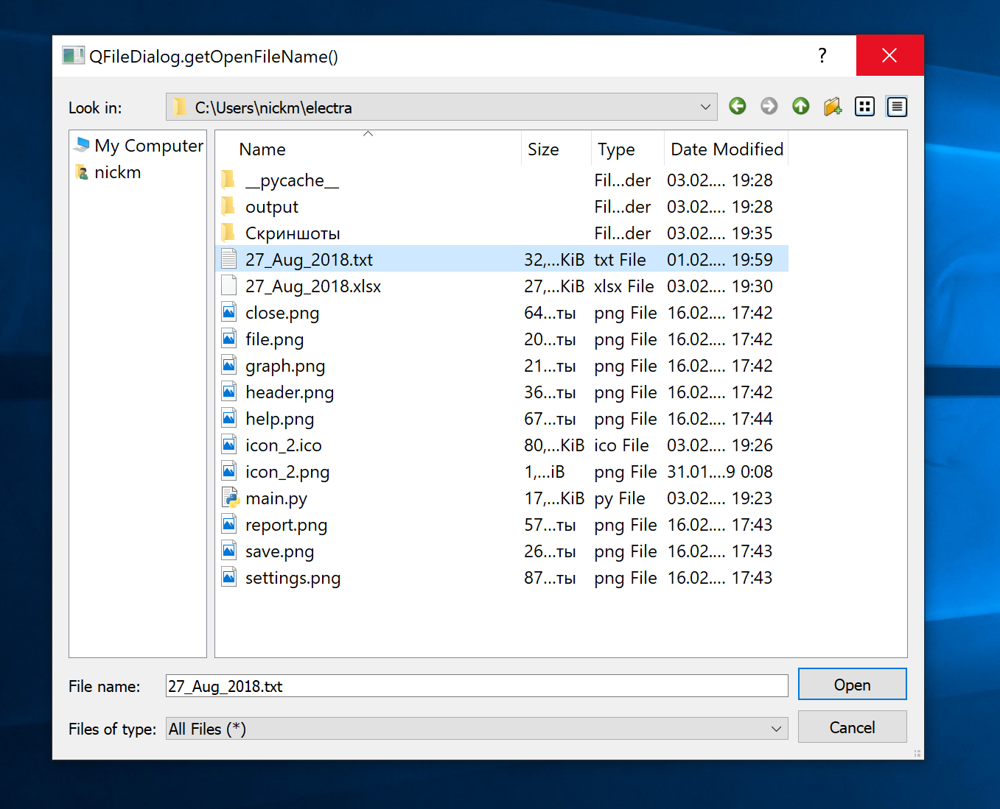 QFileDialog.getOpenFileName() ?
Look in: C:\Users\nickm\electra
My Computer
nickm
Name Size Type Date Modified
__pycache__ Fil...der 03.02.... 19:28
output Fil...der 03.02.... 19:28
Скриншоты Fil...der 03.02.... 19:35
27_Aug_2018.txt 32,...KiB txt File 01.02.... 19:59
27_Aug_2018.xlsx 27,...KiB xlsx File 03.02.... 19:30
close.png 64...ты png File 16.02.... 17:42
file.png 20...ты png File 16.02.... 17:42
graph.png 21...ты png File 16.02.... 17:42
header.png 36...ты png File 16.02.... 17:42
help.png 67...ты png File 16.02.... 17:44
icon_2.ico 80,...KiB ico File 03.02.... 19:26
icon_2.png 1,...iB png File 31.01....9 0:08
main.py 17,...KiB py File 03.02.... 19:23
report.png 57...ты png File 16.02.... 17:43
save.png 26...ты png File 16.02.... 17:43
settings.png 87...ты png File 16.02.... 17:43
File name: 27_Aug_2018.txt Open
Files of type: All Files (*) Cancel